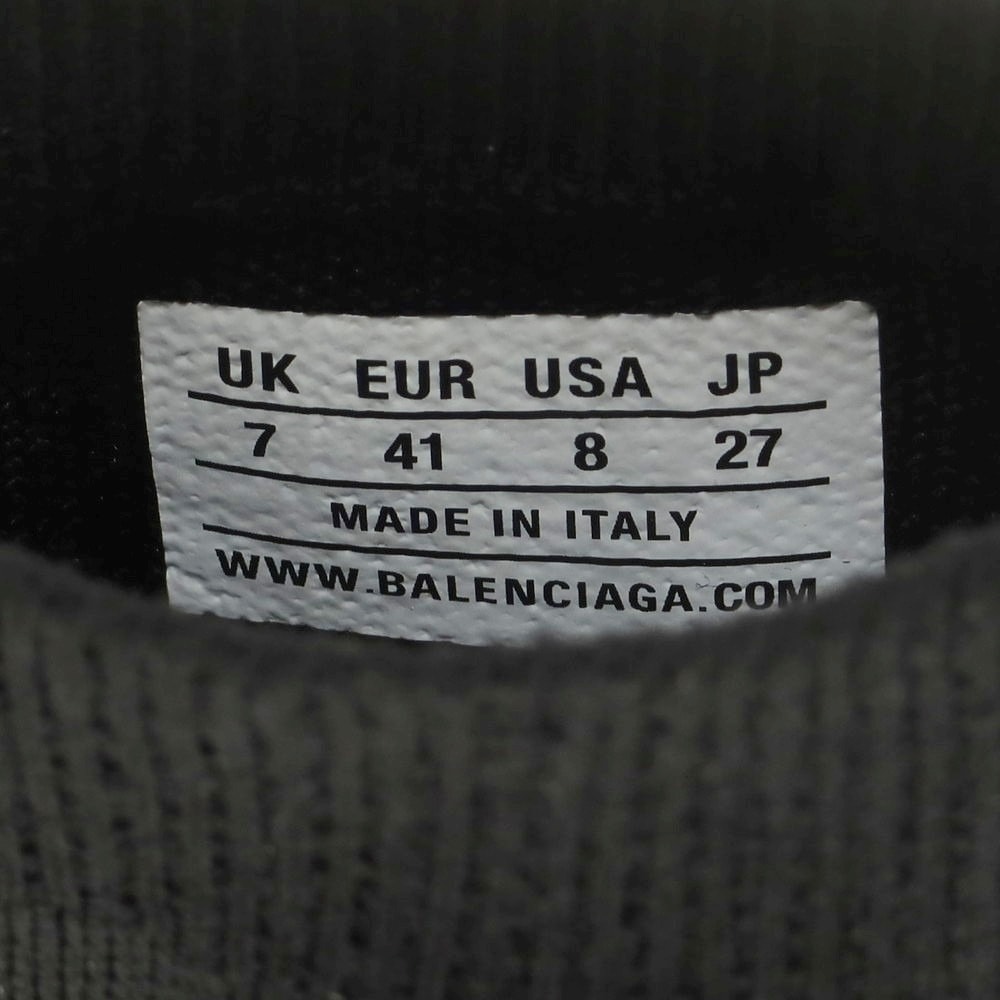 UK EUR USA JP
7 41 8 27
MADE IN ITALY
WWW.BALENCIAGA.COM